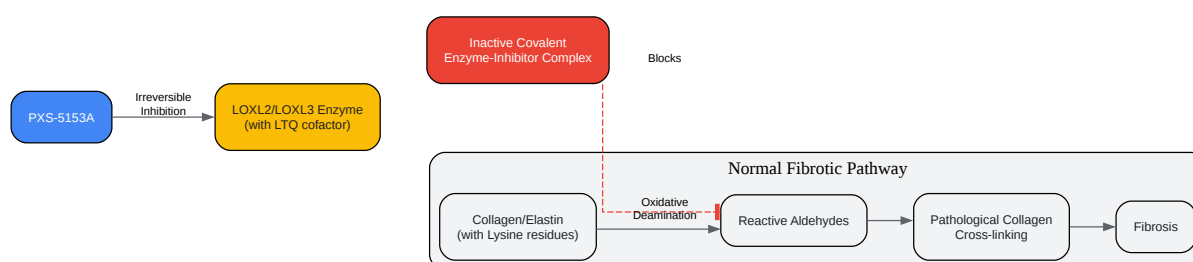 Inactive Covalent
Enzyme-Inhibitor Complex
Blocks
PXS-5153A
Irreversible
Inhibition
LOXL2/LOXL3 Enzyme
(with LTQ cofactor)
Normal Fibrotic Pathway
Collagen/Elastin
(with Lysine residues)
Oxidative
Deamination
Reactive Aldehydes
Pathological Collagen
Cross-linking
Fibrosis